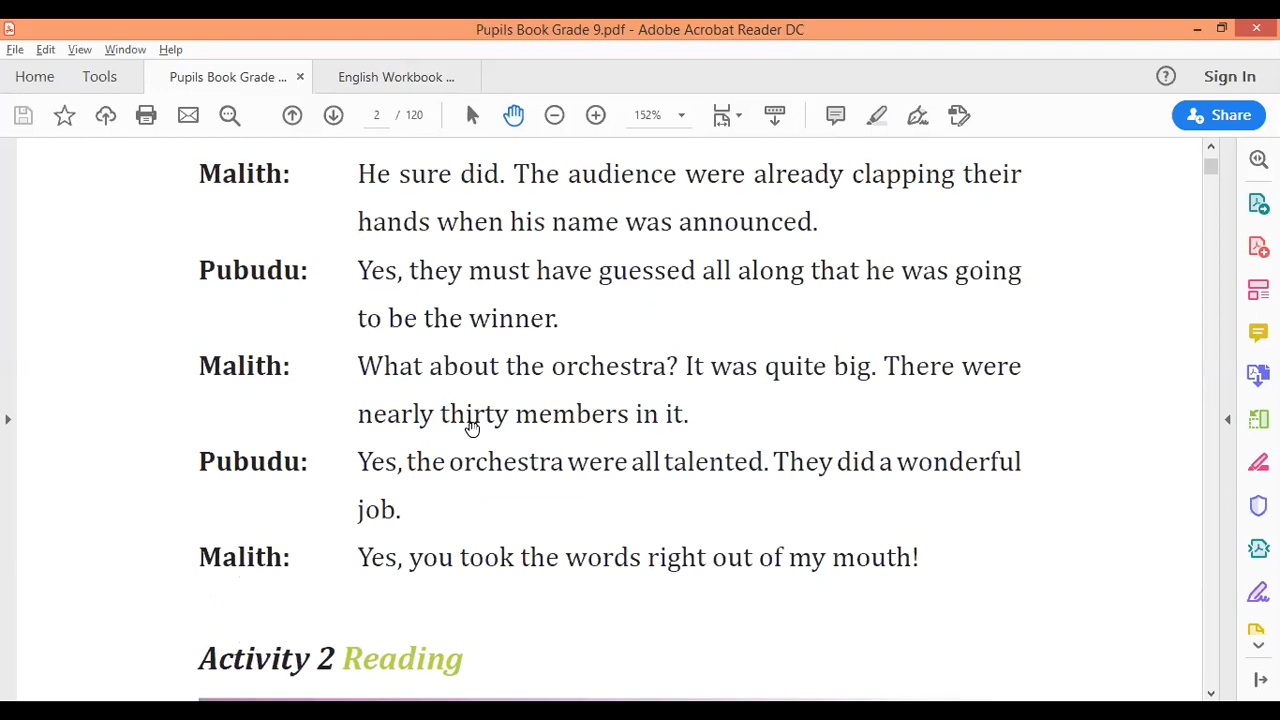 Pupils Book Grade 9.pdf - Adobe Acrobat Reader DC
File Edit View Window Help
Home Tools Pupils Book Grade ... × English Workbook ... Sign In
2 / 120 152% Share
Malith: He sure did. The audience were already clapping their
hands when his name was announced.
Pubudu: Yes, they must have guessed all along that he was going
to be the winner.
Malith: What about the orchestra? It was quite big. There were
nearly thirty members in it.
Pubudu: Yes, the orchestra were all talented. They did a wonderful
job.
Malith: Yes, you took the words right out of my mouth!
Activity 2 Reading